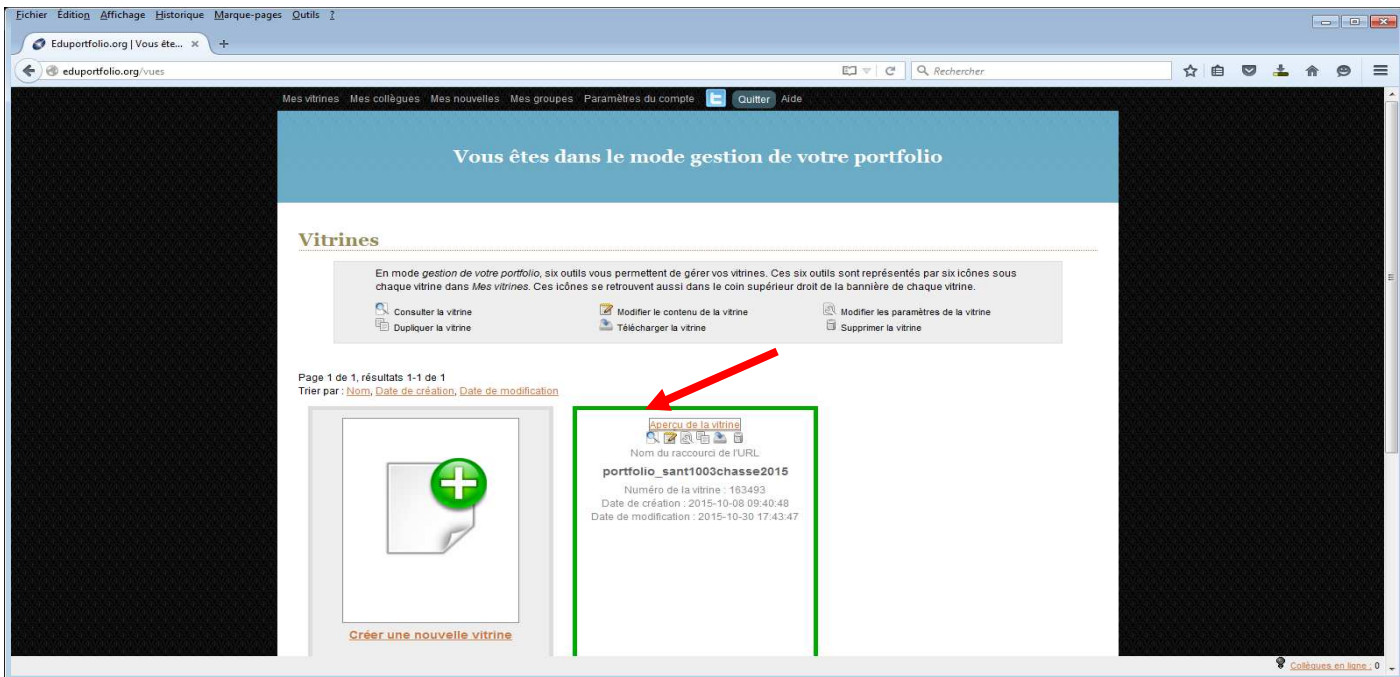 Fichier Édition Affichage Historique Marque-pages Outils ?
Eduportfolio.org | Vous ête... × +
eduportfolio.org/vues
Rechercher
Mes vitrines Mes collègues Mes nouvelles Mes groupes Paramètres du compte Quitter Aide
Vous êtes dans le mode gestion de votre portfolio
Vitrines
En mode gestion de votre portfolio, six outils vous permettent de gérer vos vitrines. Ces six outils sont représentés par six icônes sous
chaque vitrine dans Mes vitrines. Ces icônes se retrouvent aussi dans le coin supérieur droit de la bannière de chaque vitrine.
Consulter la vitrine Modifier le contenu de la vitrine Modifier les paramètres de la vitrine
Dupliquer la vitrine Télécharger la vitrine Supprimer la vitrine
Page 1 de 1, résultats 1-1 de 1
Trier par : Nom, Date de création, Date de modification
Aperçu de la vitrine
Nom du raccourci de l'URL
portfolio_sant1003chasse2015
Numéro de la vitrine : 163493
Date de création : 2015-10-08 09:40:48
Date de modification : 2015-10-30 17:43:47
Créer une nouvelle vitrine
Collègues en ligne : 0